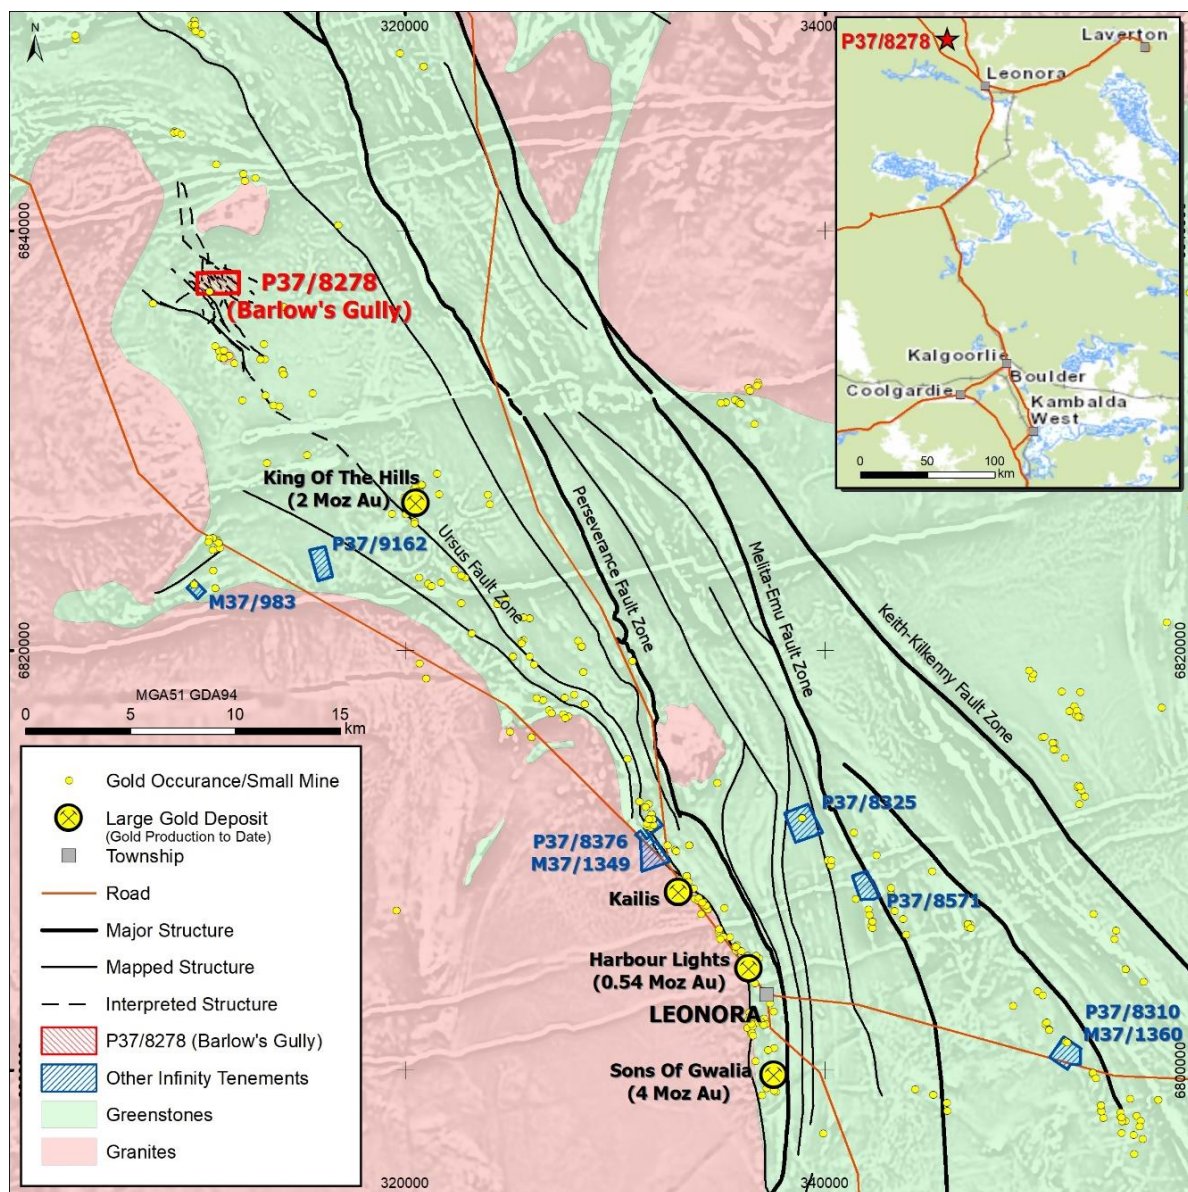 N
320000
340000
P37/8278
Laverton
Leonora
Kalgoorlie
Boulder
Coolgardie
Kambalda
West
0 50 100
km
6840000
P37/8278
(Barlow's Gully)
King Of The Hills
(2 Moz Au)
P37/9162
M37/983
Ursus Fault Zone
Perseverance Fault Zone
Melita-Emu Fault Zone
Keith-Kilkenny Fault Zone
6820000
6820000
MGA51 GDA94
0 5 10 15
km
Gold Occurance/Small Mine
Large Gold Deposit
(Gold Production to Date)
Township
Road
Major Structure
Mapped Structure
Interpreted Structure
P37/8278 (Barlow's Gully)
Other Infinity Tenements
Greenstones
Granites
P37/8325
P37/8376
M37/1349
P37/8571
Kailis
Harbour Lights
(0.54 Moz Au)
LEONORA
P37/8310
M37/1360
Sons Of Gwalia
(4 Moz Au)
6800000
320000
340000